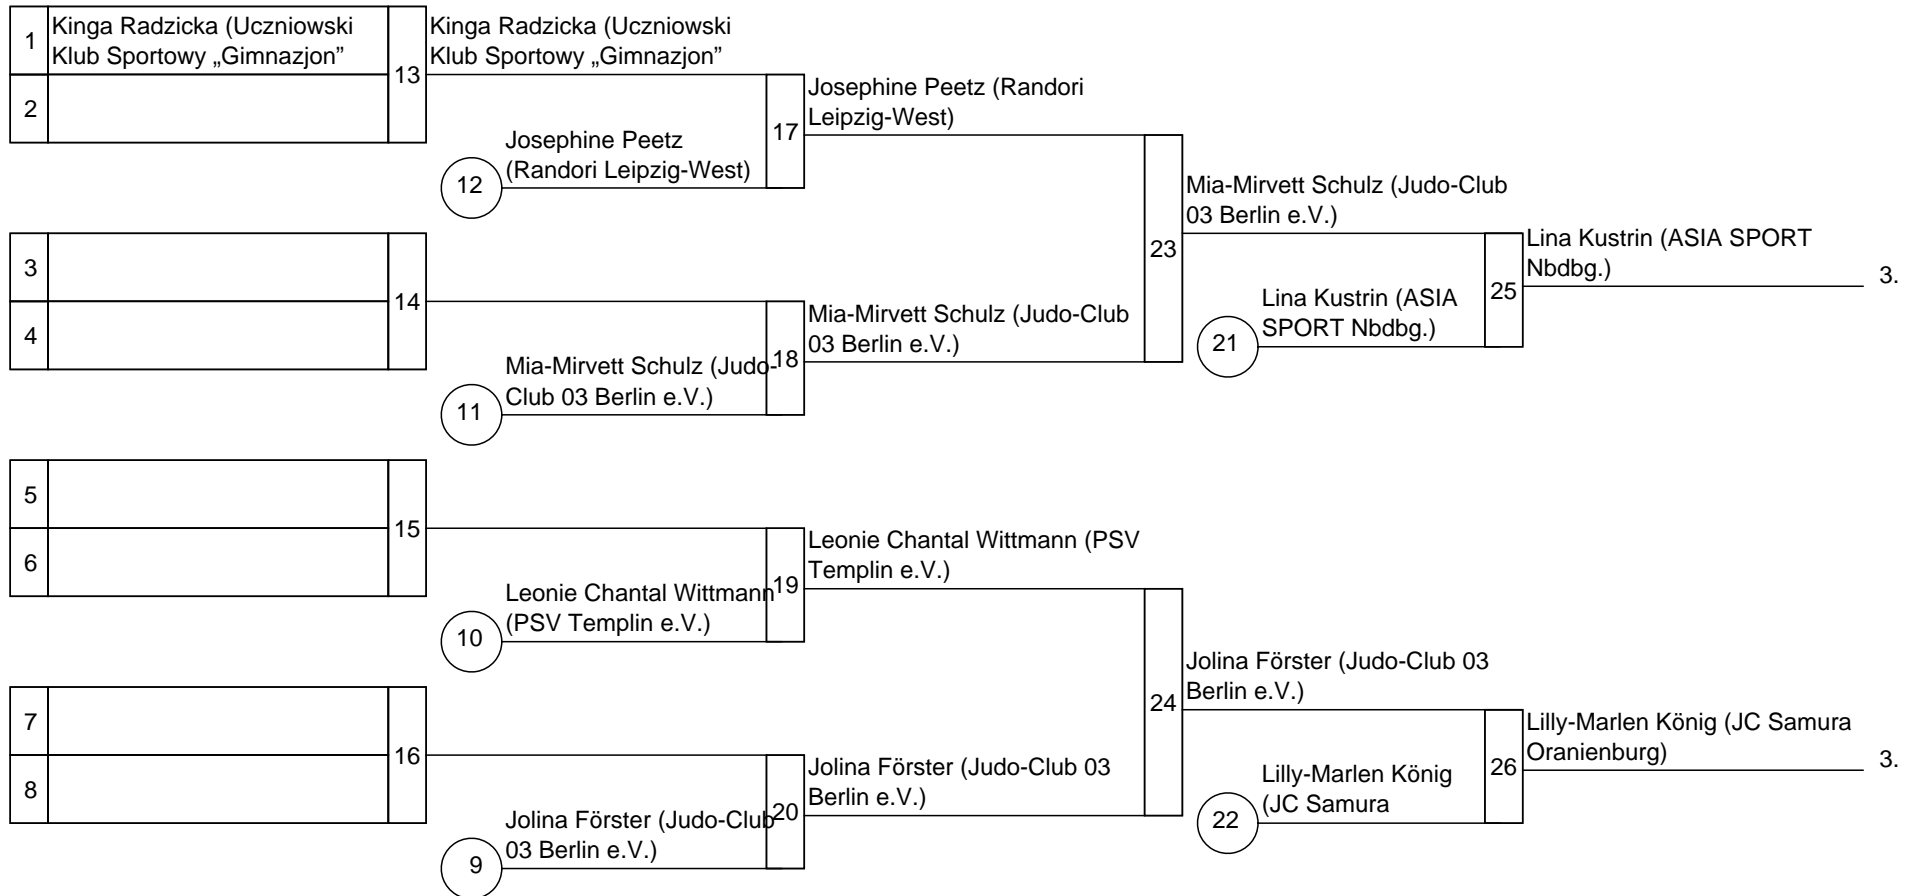 1
Kinga Radzicka (Uczniowski
Klub Sportowy „Gimnazjon”
2
13
Kinga Radzicka (Uczniowski
Klub Sportowy „Gimnazjon”
Josephine Peetz
(Randori Leipzig-West)
12
17
Josephine Peetz (Randori
Leipzig-West)
3
4
14
Mia-Mirvett Schulz (Judo-
Club 03 Berlin e.V.)
11
18
Mia-Mirvett Schulz (Judo-Club
03 Berlin e.V.)
23
Mia-Mirvett Schulz (Judo-Club
03 Berlin e.V.)
Lina Kustrin (ASIA
SPORT Nbdbg.)
21
25
Lina Kustrin (ASIA SPORT
Nbdbg.)
3.
5
6
15
Leonie Chantal Wittmann
(PSV Templin e.V.)
10
19
Leonie Chantal Wittmann (PSV
Templin e.V.)
7
8
16
Jolina Förster (Judo-Club
03 Berlin e.V.)
9
20
Jolina Förster (Judo-Club 03
Berlin e.V.)
24
Jolina Förster (Judo-Club 03
Berlin e.V.)
Lilly-Marlen König
(JC Samura
22
26
Lilly-Marlen König (JC Samura
Oranienburg)
3.